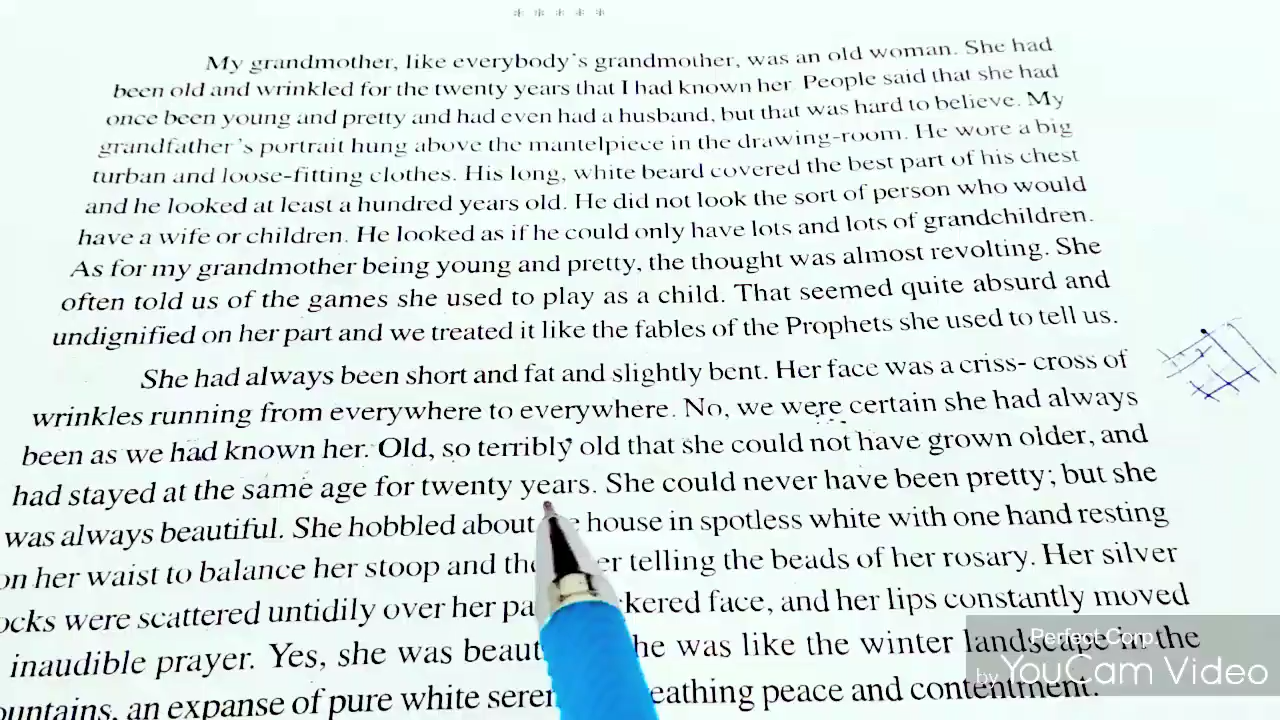 * * * * *
My grandmother, like everybody's grandmother, was an old woman. She had
been old and wrinkled for the twenty years that I had known her. People said that she had
once been young and pretty and had even had a husband, but that was hard to believe. My
grandfather's portrait hung above the mantelpiece in the drawing-room. He wore a big
turban and loose-fitting clothes. His long, white beard covered the best part of his chest
and he looked at least a hundred years old. He did not look the sort of person who would
have a wife or children. He looked as if he could only have lots and lots of grandchildren.
As for my grandmother being young and pretty, the thought was almost revolting. She
often told us of the games she used to play as a child. That seemed quite absurd and
undignified on her part and we treated it like the fables of the Prophets she used to tell us.
She had always been short and fat and slightly bent. Her face was a criss- cross of
wrinkles running from everywhere to everywhere. No, we were certain she had always
been as we had known her. Old, so terribly old that she could not have grown older, and
had stayed at the same age for twenty years. She could never have been pretty; but she
was always beautiful. She hobbled about house in spotless white with one hand resting
on her waist to balance her stoop and telling the beads of her rosary. Her silver
ocks were scattered untidily over her pa ckered face, and her lips constantly moved
inaudible prayer. Yes, she was beaut he was like the winter landscape in the
ountains, an expanse of pure white seren eathing peace and contentment.
Perfect Corp.
by YouCam Video